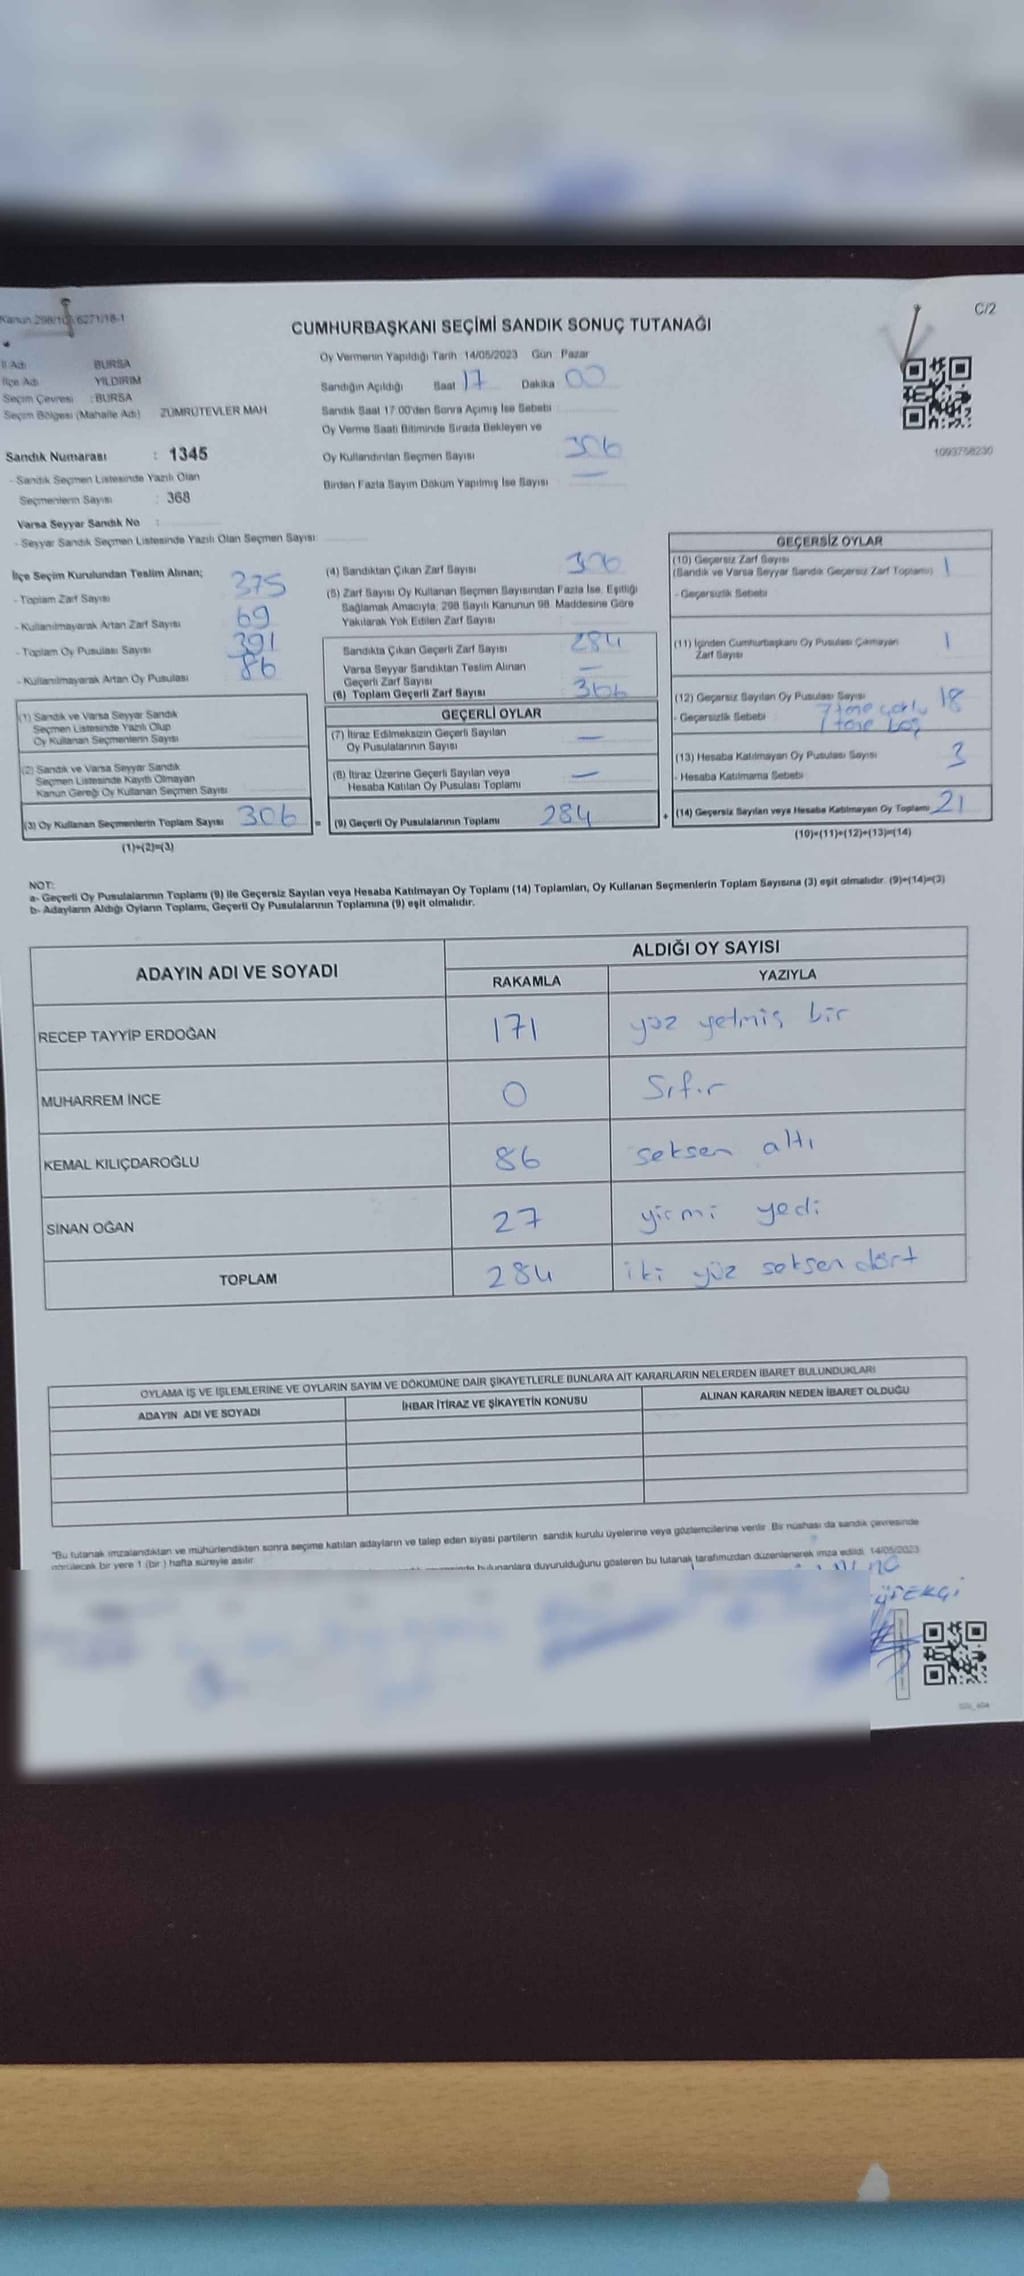 Kanun 298/10 6271/18-1
C/2
CUMHURBAŞKANI SEÇİMİ SANDIK SONUÇ TUTANAĞI
İl Adı BURSA
İlçe Adı YILDIRIM
Seçim Çevresi : BURSA
Seçim Bölgesi (Mahalle Adı) ZÜMRÜTEVLER MAH
Sandık Numarası : 1345
- Sandık Seçmen Listesinde Yazılı Olan
Seçmenlerin Sayısı : 368
Varsa Seyyar Sandık No :
- Seyyar Sandık Seçmen Listesinde Yazılı Olan Seçmen Sayısı:
Oy Vermenin Yapıldığı Tarih 14/05/2023 Gün : Pazar
Sandığın Açıldığı Saat 17 Dakika 00
Sandık Saat 17:00'den Sonra Açımış İse Sebebi
Oy Verme Saati Bitiminde Sırada Bekleyen ve
Oy Kullandırılan Seçmen Sayısı 306
Birden Fazla Sayım Döküm Yapılmış İse Sayısı —
1093758230
İlçe Seçim Kurulundan Teslim Alınan;
- Toplam Zarf Sayısı 375
- Kullanılmayarak Artan Zarf Sayısı 69
- Toplam Oy Pusulası Sayısı 391
- Kullanılmayarak Artan Oy Pusulası 86
(1) Sandık ve Varsa Seyyar Sandık
Seçmen Listesinde Yazılı Olup
Oy Kullanan Seçmenlerin Sayısı
(2) Sandık ve Varsa Seyyar Sandık
Seçmen Listesinde Kayıtlı Olmayan
Kanun Gereği Oy Kullanan Seçmen Sayısı
(3) Oy Kullanan Seçmenlerin Toplam Sayısı 306
(1)+(2)=(3)
(4) Sandıktan Çıkan Zarf Sayısı
(5) Zarf Sayısı Oy Kullanan Seçmen Sayısından Fazla İse, Eşitliği
Sağlamak Amacıyla, 298 Sayılı Kanunun 98. Maddesine Göre
Yakılarak Yok Edilen Zarf Sayısı
Sandıkta Çıkan Geçerli Zarf Sayısı 284
Varsa Seyyar Sandıktan Teslim Alınan —
Geçerli Zarf Sayısı
(6) Toplam Geçerli Zarf Sayısı
GEÇERLİ OYLAR
(7) İtiraz Edilmeksizin Geçerli Sayılan —
Oy Pusulalarının Sayısı
(8) İtiraz Üzerine Geçerli Sayılan veya —
Hesaba Katılan Oy Pusulası Toplamı
= (9) Geçerli Oy Pusulalarının Toplamı 284
GEÇERSİZ OYLAR
(10) Geçersiz Zarf Sayısı
(Sandık ve Varsa Seyyar Sandık Geçersiz Zarf Toplamı) 1
- Geçersizlik Sebebi
(11) İçinden Cumhurbaşkanı Oy Pusulası Çıkmayan 1
Zarf Sayısı
(12) Geçersiz Sayılan Oy Pusulası Sayısı 18
- Geçersizlik Sebebi 7 tane
tane boş
(13) Hesaba Katılmayan Oy Pusulası Sayısı 3
- Hesaba Katılmama Sebebi
+ (14) Geçersiz Sayılan veya Hesaba Katılmayan Oy Toplamı 21
(10)+(11)+(12)+(13)=(14)
NOT:
a- Geçerli Oy Pusulalarının Toplamı (9) ile Geçersiz Sayılan veya Hesaba Katılmayan Oy Toplamı (14) Toplamları, Oy Kullanan Seçmenlerin Toplam Sayısına (3) eşit olmalıdır. (9)+(14)=(3)
b- Adayların Aldığı Oyların Toplamı, Geçerli Oy Pusulalarının Toplamına (9) eşit olmalıdır.
ADAYIN ADI VE SOYADI
ALDIĞI OY SAYISI
RAKAMLA YAZIYLA
RECEP TAYYİP ERDOĞAN 171 yüz yetmiş bir
MUHARREM İNCE 0 Sıfır
KEMAL KILIÇDAROĞLU 86 seksen altı
SİNAN OĞAN 27 yirmi yedi
TOPLAM 284 iki yüz seksen dört
OYLAMA İŞ VE İŞLEMLERİNE VE OYLARIN SAYIM VE DÖKÜMÜNE DAİR ŞİKAYETLERLE BUNLARA AİT KARARLARIN NELERDEN İBARET BULUNDUKLARI
ADAYIN ADI VE SOYADI İHBAR İTİRAZ VE ŞİKAYETİN KONUSU ALINAN KARARIN NEDEN İBARET OLDUĞU
"Bu tutanak imzalandıktan ve mühürlendikten sonra seçime katılan adayların ve talep eden siyasi partilerin sandık kurulu üyelerine veya gözlemcilerine verilir. Bir nüshası da sandık çevresinde
görülecek bir yere 1 (bir) hafta süreyle asılır
bulunanlara duyurulduğunu gösteren bu tutanak tarafımızdan düzenlenerek imza edildi. 14/05/2023